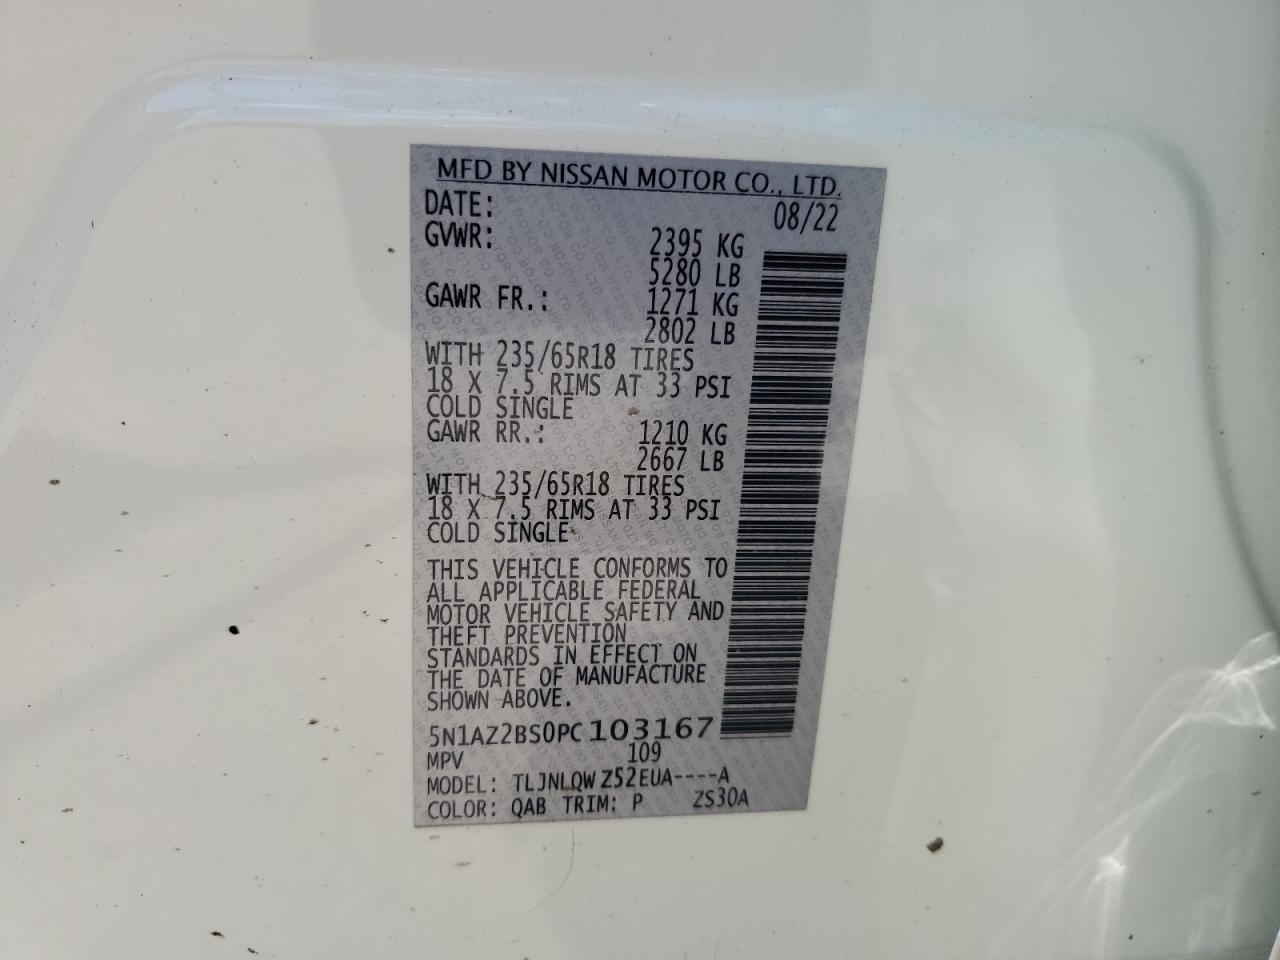 MFD BY NISSAN MOTOR CO., LTD.
DATE: 08/22
GVWR: 2395 KG
5280 LB
GAWR FR.: 1271 KG
2802 LB
WITH 235/65R18 TIRES
18 X 7.5 RIMS AT 33 PSI
COLD SINGLE
GAWR RR.: 1210 KG
2667 LB
WITH 235/65R18 TIRES
18 X 7.5 RIMS AT 33 PSI
COLD SINGLE
THIS VEHICLE CONFORMS TO
ALL APPLICABLE FEDERAL
MOTOR VEHICLE SAFETY AND
THEFT PREVENTION
STANDARDS IN EFFECT ON
THE DATE OF MANUFACTURE
SHOWN ABOVE.
5N1AZ2BS0PC103167
MPV 109
MODEL: TLJNLQWZ52EUA----A
COLOR: QAB TRIM: P ZS30A